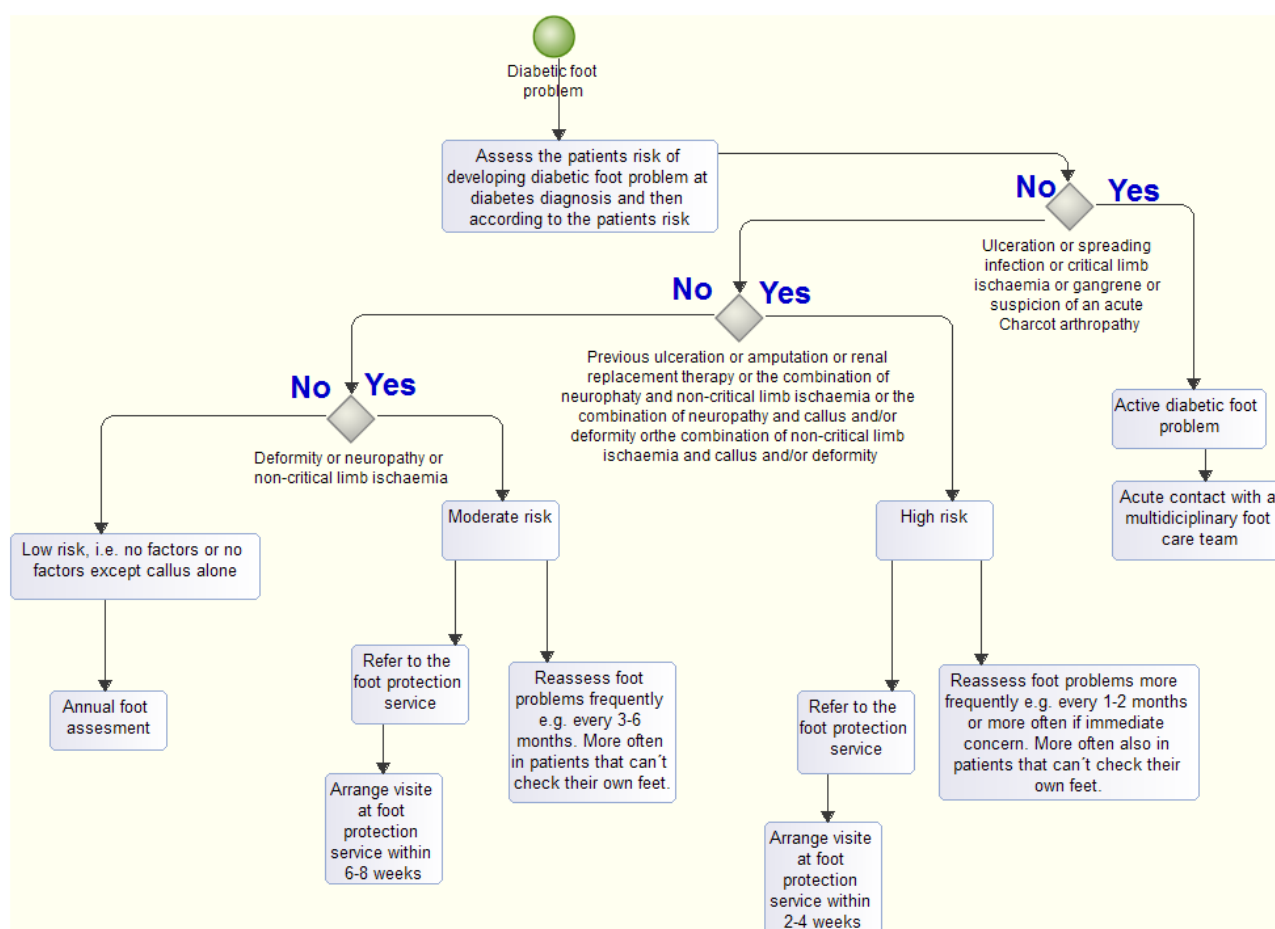 Diabetic foot
problem
Assess the patients risk of
developing diabetic foot problem at
diabetes diagnosis and then
according to the patients risk
No
Yes
Ulceration or spreading
infection or critical limb
ischaemia or gangrene or
suspicion of an acute
Charcot arthropathy
No
Yes
Previous ulceration or amputation or renal
replacement therapy or the combination of
neurophaty and non-critical limb ischaemia or the
combination of neuropathy and callus and/or
deformity orthe combination of non-critical limb
ischaemia and callus and/or deformity
Active diabetic foot
problem
Acute contact with a
multidiciplinary foot
care team
No
Yes
Deformity or neuropathy or
non-critical limb ischaemia
Low risk, i.e. no factors or no
factors except callus alone
Annual foot
assesment
Moderate risk
Refer to the
foot protection
service
Arrange visite
at foot
protection
service within
6-8 weeks
Reassess foot
problems frequently
e.g. every 3-6
months. More often
in patients that can´t
check their own feet.
High risk
Refer to the
foot protection
service
Arrange visite
at foot
protection
service within
2-4 weeks
Reassess foot problems more
frequently e.g. every 1-2 months
or more often if immediate
concern. More often also in
patients that can´t check their
own feet.